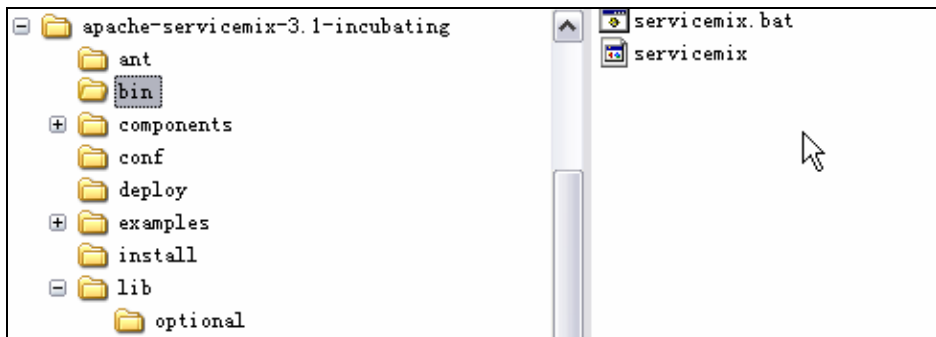 apache-servicemix-3.1-incubating
ant
bin
components
conf
deploy
examples
install
lib
optional
servicemix.bat
servicemix